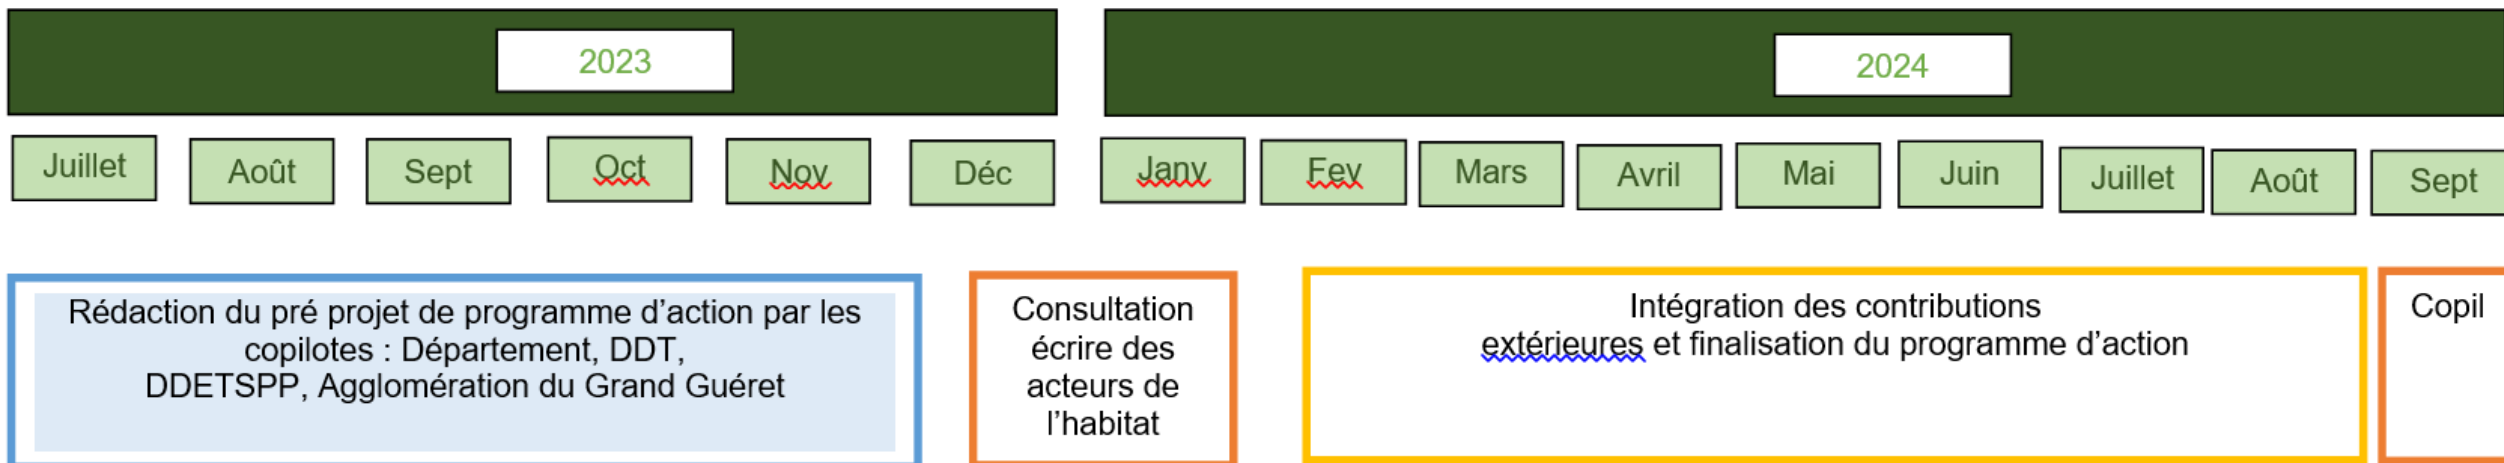 2023
2024
Juillet
Août
Sept
Oct
Nov
Déc
Janv
Fev
Mars
Avril
Mai
Juin
Juillet
Août
Sept
Rédaction du pré projet de programme d’action par les
copilotes : Département, DDT,
DDETSPP, Agglomération du Grand Guéret
Consultation
écrire des
acteurs de
l’habitat
Intégration des contributions
extérieures et finalisation du programme d’action
Copil